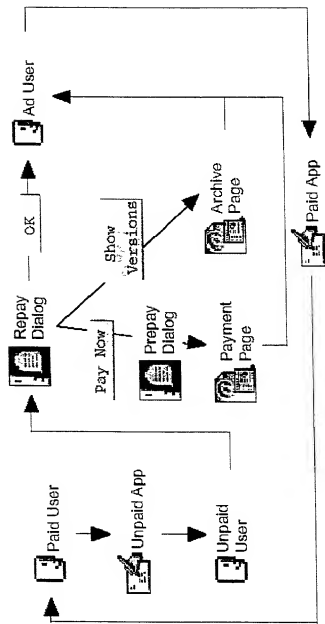 Paid User
Unpaid App
Unpaid
User
Repay
Dialog
OK
Ad User
Pay Now
Show
Versions
Prepay
Dialog
Payment
Page
Archive
Page
Paid App